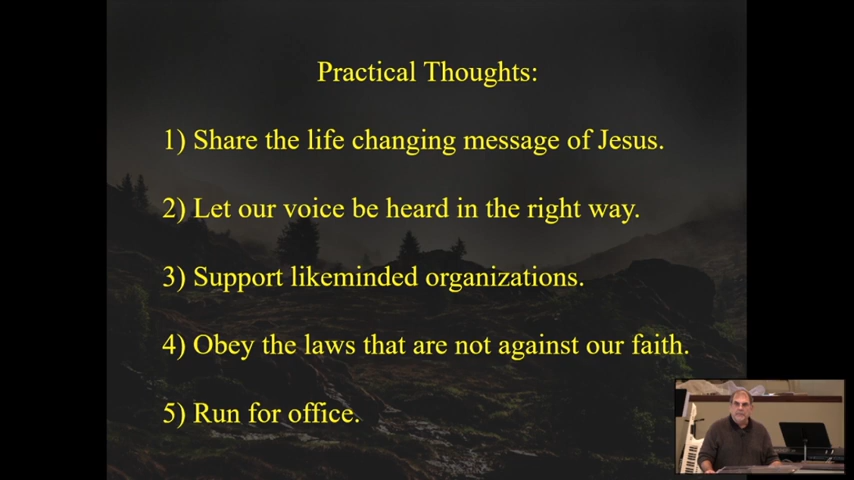 Practical Thoughts:
1) Share the life changing message of Jesus.
2) Let our voice be heard in the right way.
3) Support likeminded organizations.
4) Obey the laws that are not against our faith.
5) Run for office.